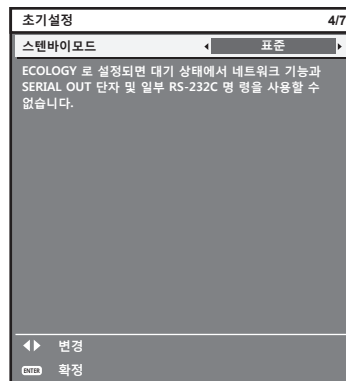 초기설정 4/7
스텐바이모드 표준
ECOLOGY 로 설정되면 대기 상태에서 네트워크 기능과
SERIAL OUT 단자 및 일부 RS-232C 명 령을 사용할 수
없습니다.
변경
ENTER 확정